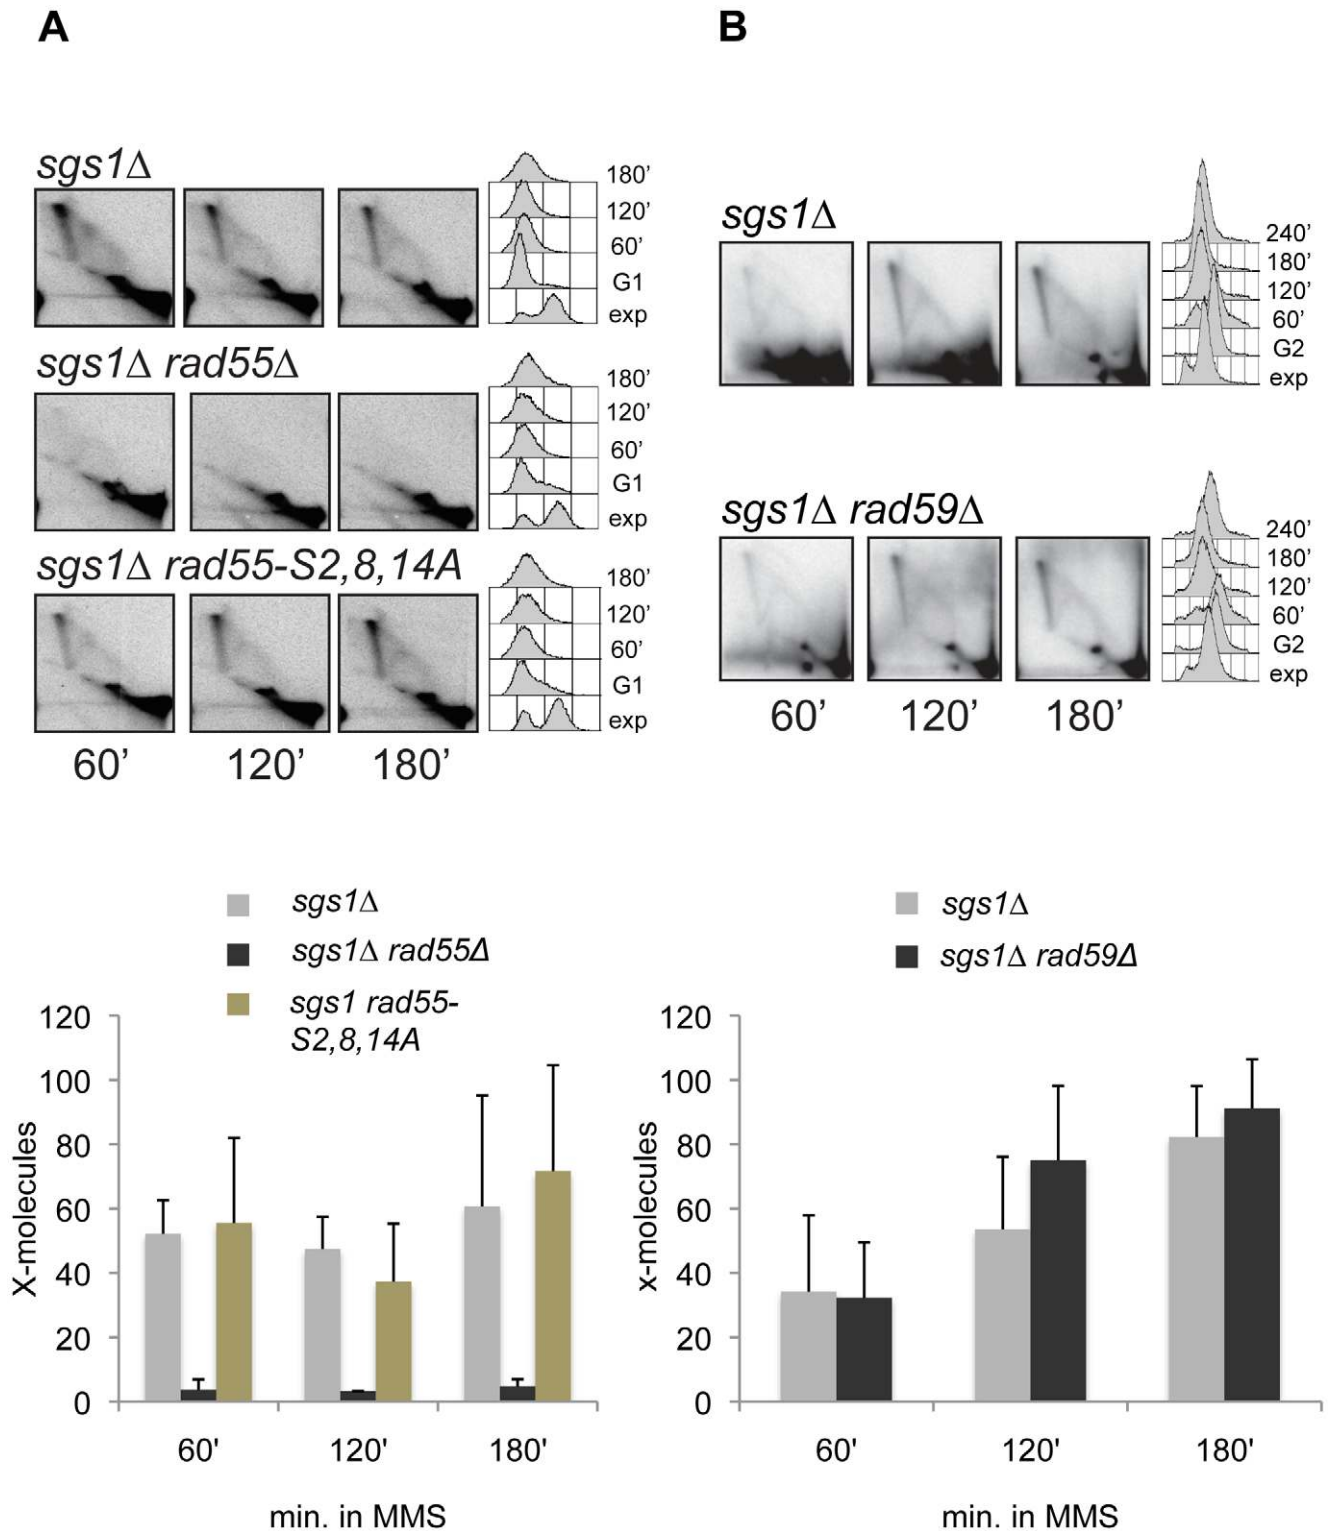 A
sgs1Δ
180’
120’
60’
G1
exp
sgs1Δ rad55Δ
180’
120’
60’
G1
exp
sgs1Δ rad55-S2,8,14A
180’
120’
60’
G1
exp
60’ 120’ 180’
sgs1Δ
sgs1Δ rad55Δ
sgs1 rad55-
S2,8,14A
X-molecules
120
100
80
60
40
20
0
60' 120' 180'
min. in MMS
B
sgs1Δ
240’
180’
120’
60’
G2
exp
sgs1Δ rad59Δ
240’
180’
120’
60’
G2
exp
60’ 120’ 180’
sgs1Δ
sgs1Δ rad59Δ
x-molecules
120
100
80
60
40
20
0
60' 120' 180'
min. in MMS